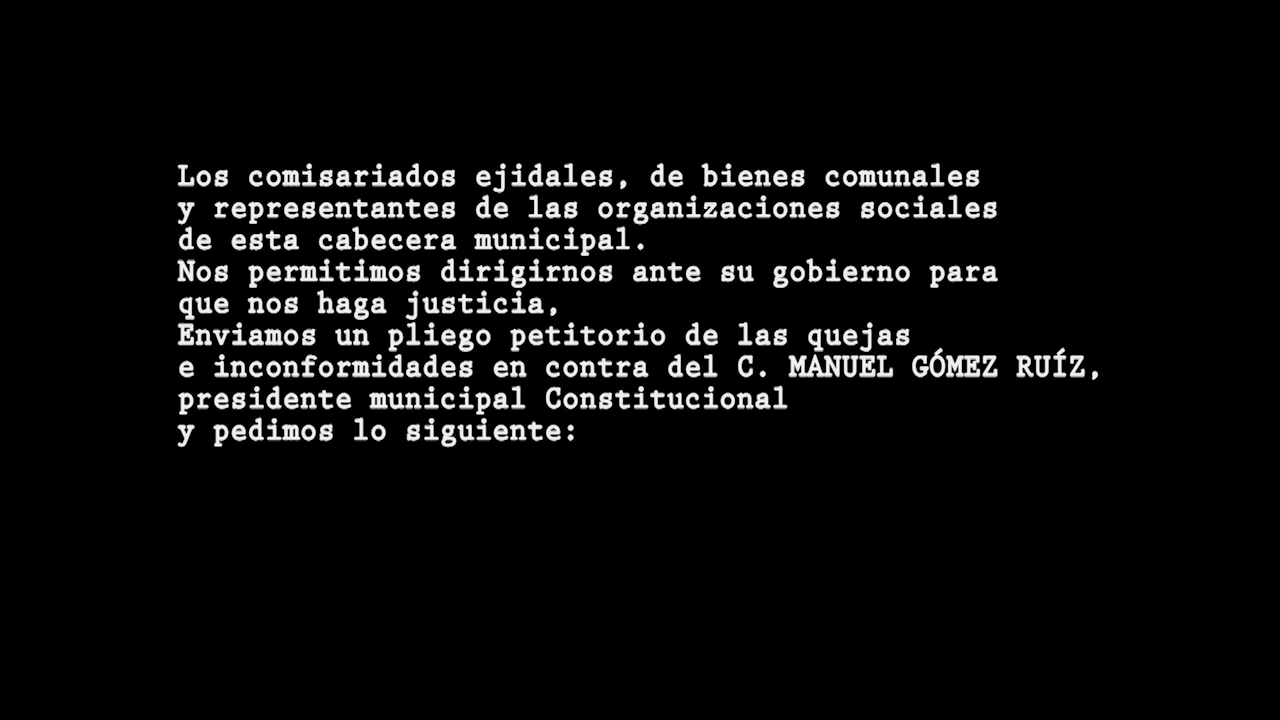 Los comisariados ejidales, de bienes comunales
y representantes de las organizaciones sociales
de esta cabecera municipal.
Nos permitimos dirigirnos ante su gobierno para
que nos haga justicia,
Enviamos un pliego petitorio de las quejas
e inconformidades en contra del C. MANUEL GÓMEZ RUÍZ,
presidente municipal Constitucional
y pedimos lo siguiente: